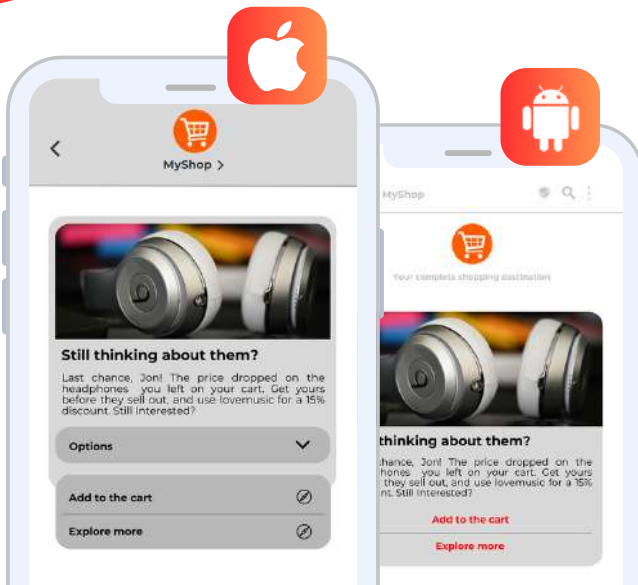 MyShop >
Still thinking about them?
Last chance, Jon! The price dropped on the
headphones you left on your cart. Get yours
before they sell out, and use lovemusic for a 15%
discount. Still Interested?
Options
Add to the cart
Explore more
MyShop
Your complete shopping destination
thinking about them?
hance, Jon! The price dropped on the
hones you left on your cart. Get yours
they sell out, and use lovemusic for a 15%
nt. Still Interested?
Add to the cart
Explore more